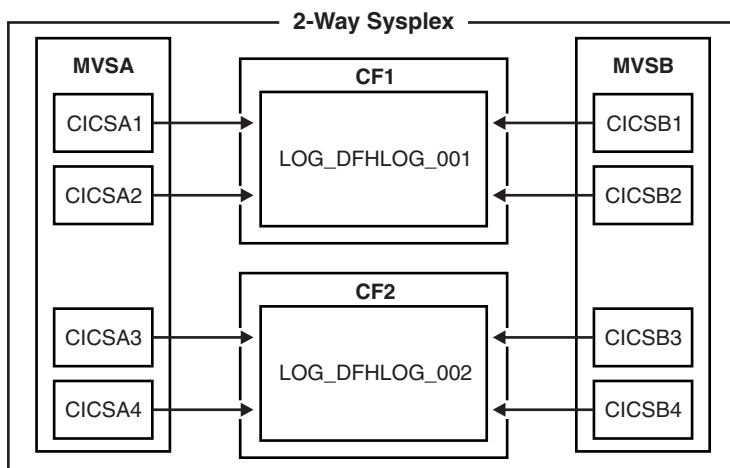 2-Way Sysplex
MVSA
CICSA1
CICSA2
CICSA3
CICSA4
CF1
LOG_DFHLOG_001
CF2
LOG_DFHLOG_002
MVSB
CICSB1
CICSB2
CICSB3
CICSB4